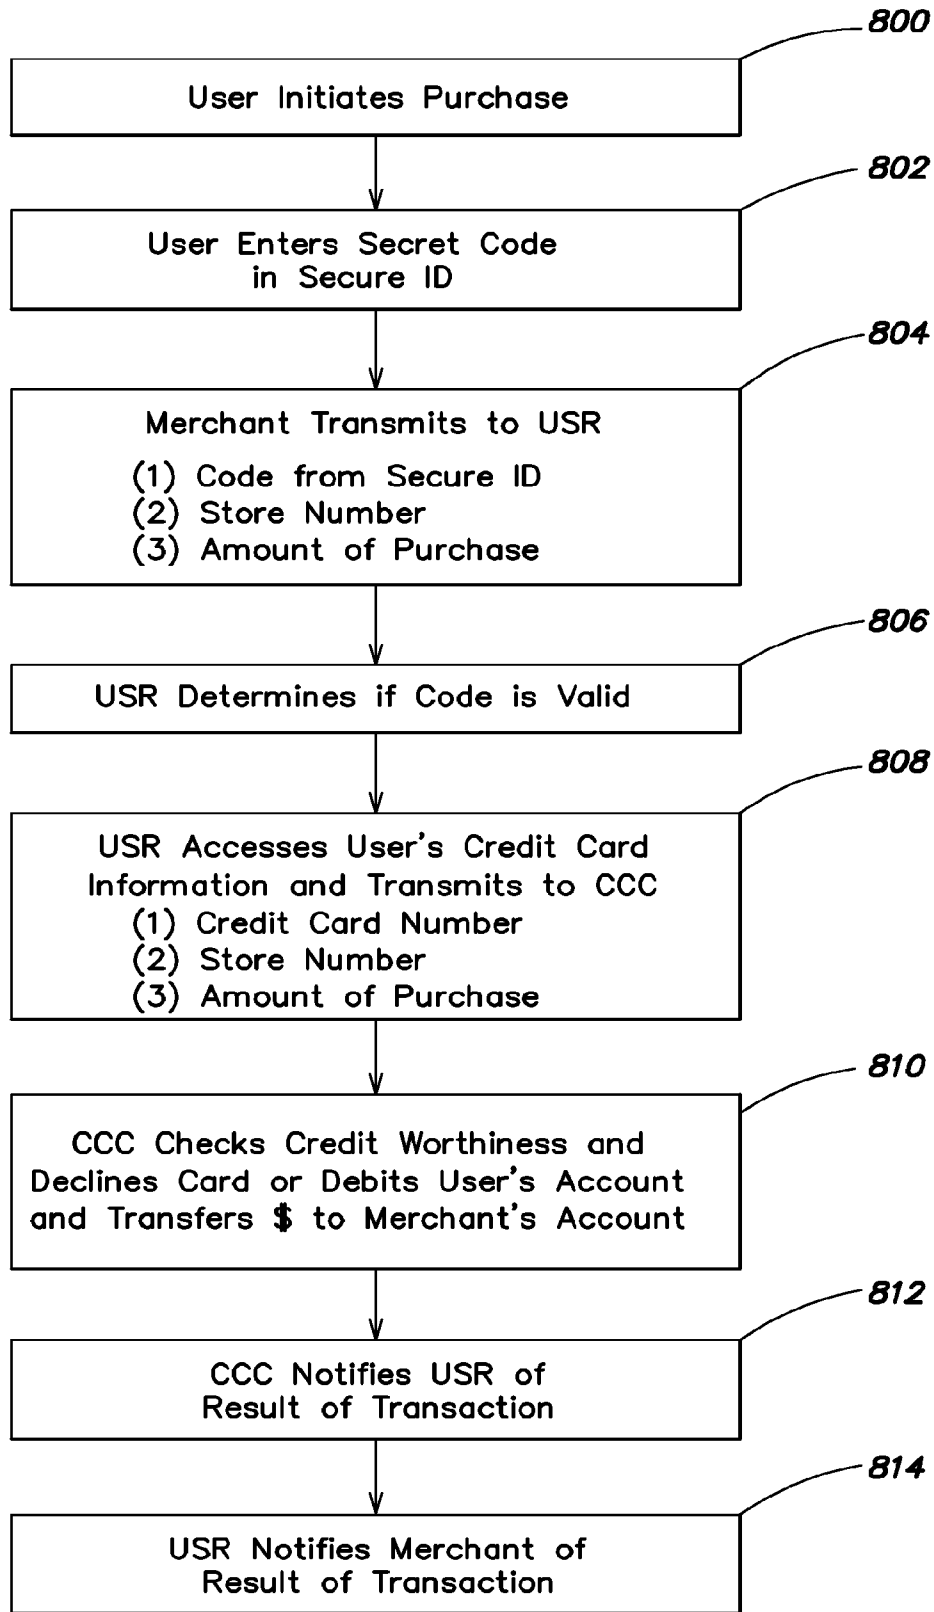 800
User Initiates Purchase
802
User Enters Secret Code
in Secure ID
804
Merchant Transmits to USR
(1) Code from Secure ID
(2) Store Number
(3) Amount of Purchase
806
USR Determines if Code is Valid
808
USR Accesses User's Credit Card
Information and Transmits to CCC
(1) Credit Card Number
(2) Store Number
(3) Amount of Purchase
810
CCC Checks Credit Worthiness and
Declines Card or Debits User's Account
and Transfers $ to Merchant's Account
812
CCC Notifies USR of
Result of Transaction
814
USR Notifies Merchant of
Result of Transaction